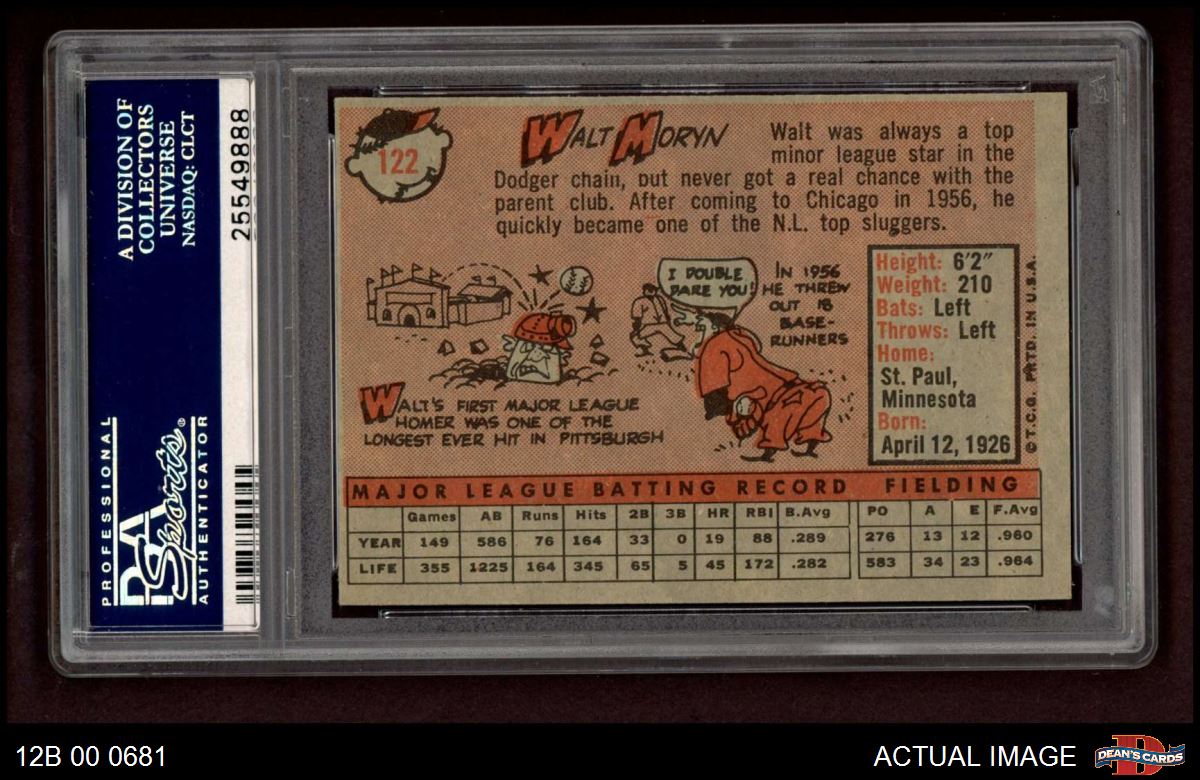 A DIVISION OF
COLLECTORS
UNIVERSE
NASDAQ: CLCT
25549888
PROFESSIONAL
PSA
Sports®
AUTHENTICATOR
122
WALT MORYN
Walt was always a top
minor league star in the
Dodger chain, but never got a real chance with the
parent club. After coming to Chicago in 1956, he
quickly became one of the N.L. top sluggers.
WALT'S FIRST MAJOR LEAGUE
HOMER WAS ONE OF THE
LONGEST EVER HIT IN PITTSBURGH
I DOUBLE
DARE YOU!
IN 1956
HE THREW
OUT 18
BASE-
RUNNERS
Height: 6'2"
Weight: 210
Bats: Left
Throws: Left
Home:
St. Paul,
Minnesota
Born:
April 12, 1926
©T.C.G. PRTD. IN U.S.A.
MAJOR LEAGUE BATTING RECORD FIELDING
Games AB Runs Hits 2B 3B HR RBI B.Avg PO A E F.Avg
YEAR 149 586 76 164 33 0 19 88 .289 276 13 12 .960
LIFE 355 1225 164 345 65 5 45 172 .282 583 34 23 .964
12B 00 0681
ACTUAL IMAGE
DEAN'S CARDS